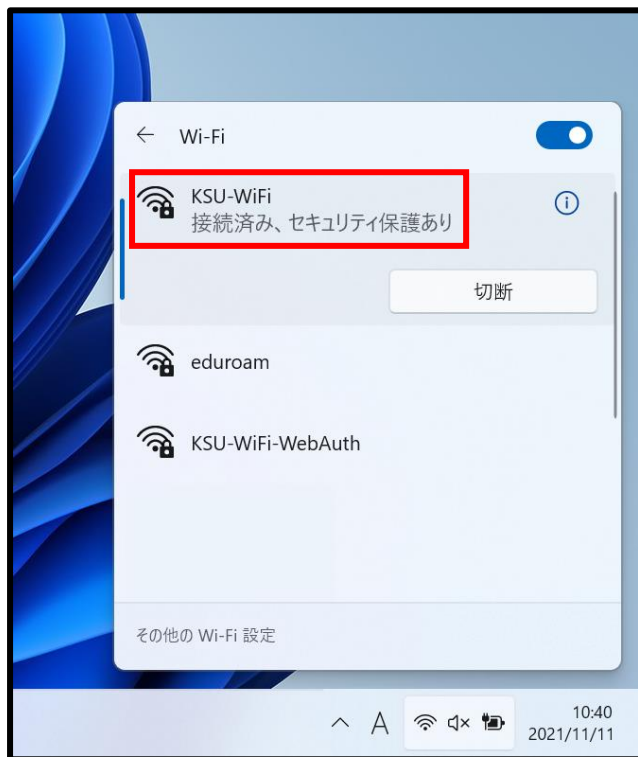 Wi-Fi
KSU-WiFi
接続済み、セキュリティ保護あり
切断
eduroam
KSU-WiFi-WebAuth
その他の Wi-Fi 設定
A
10:40
2021/11/11